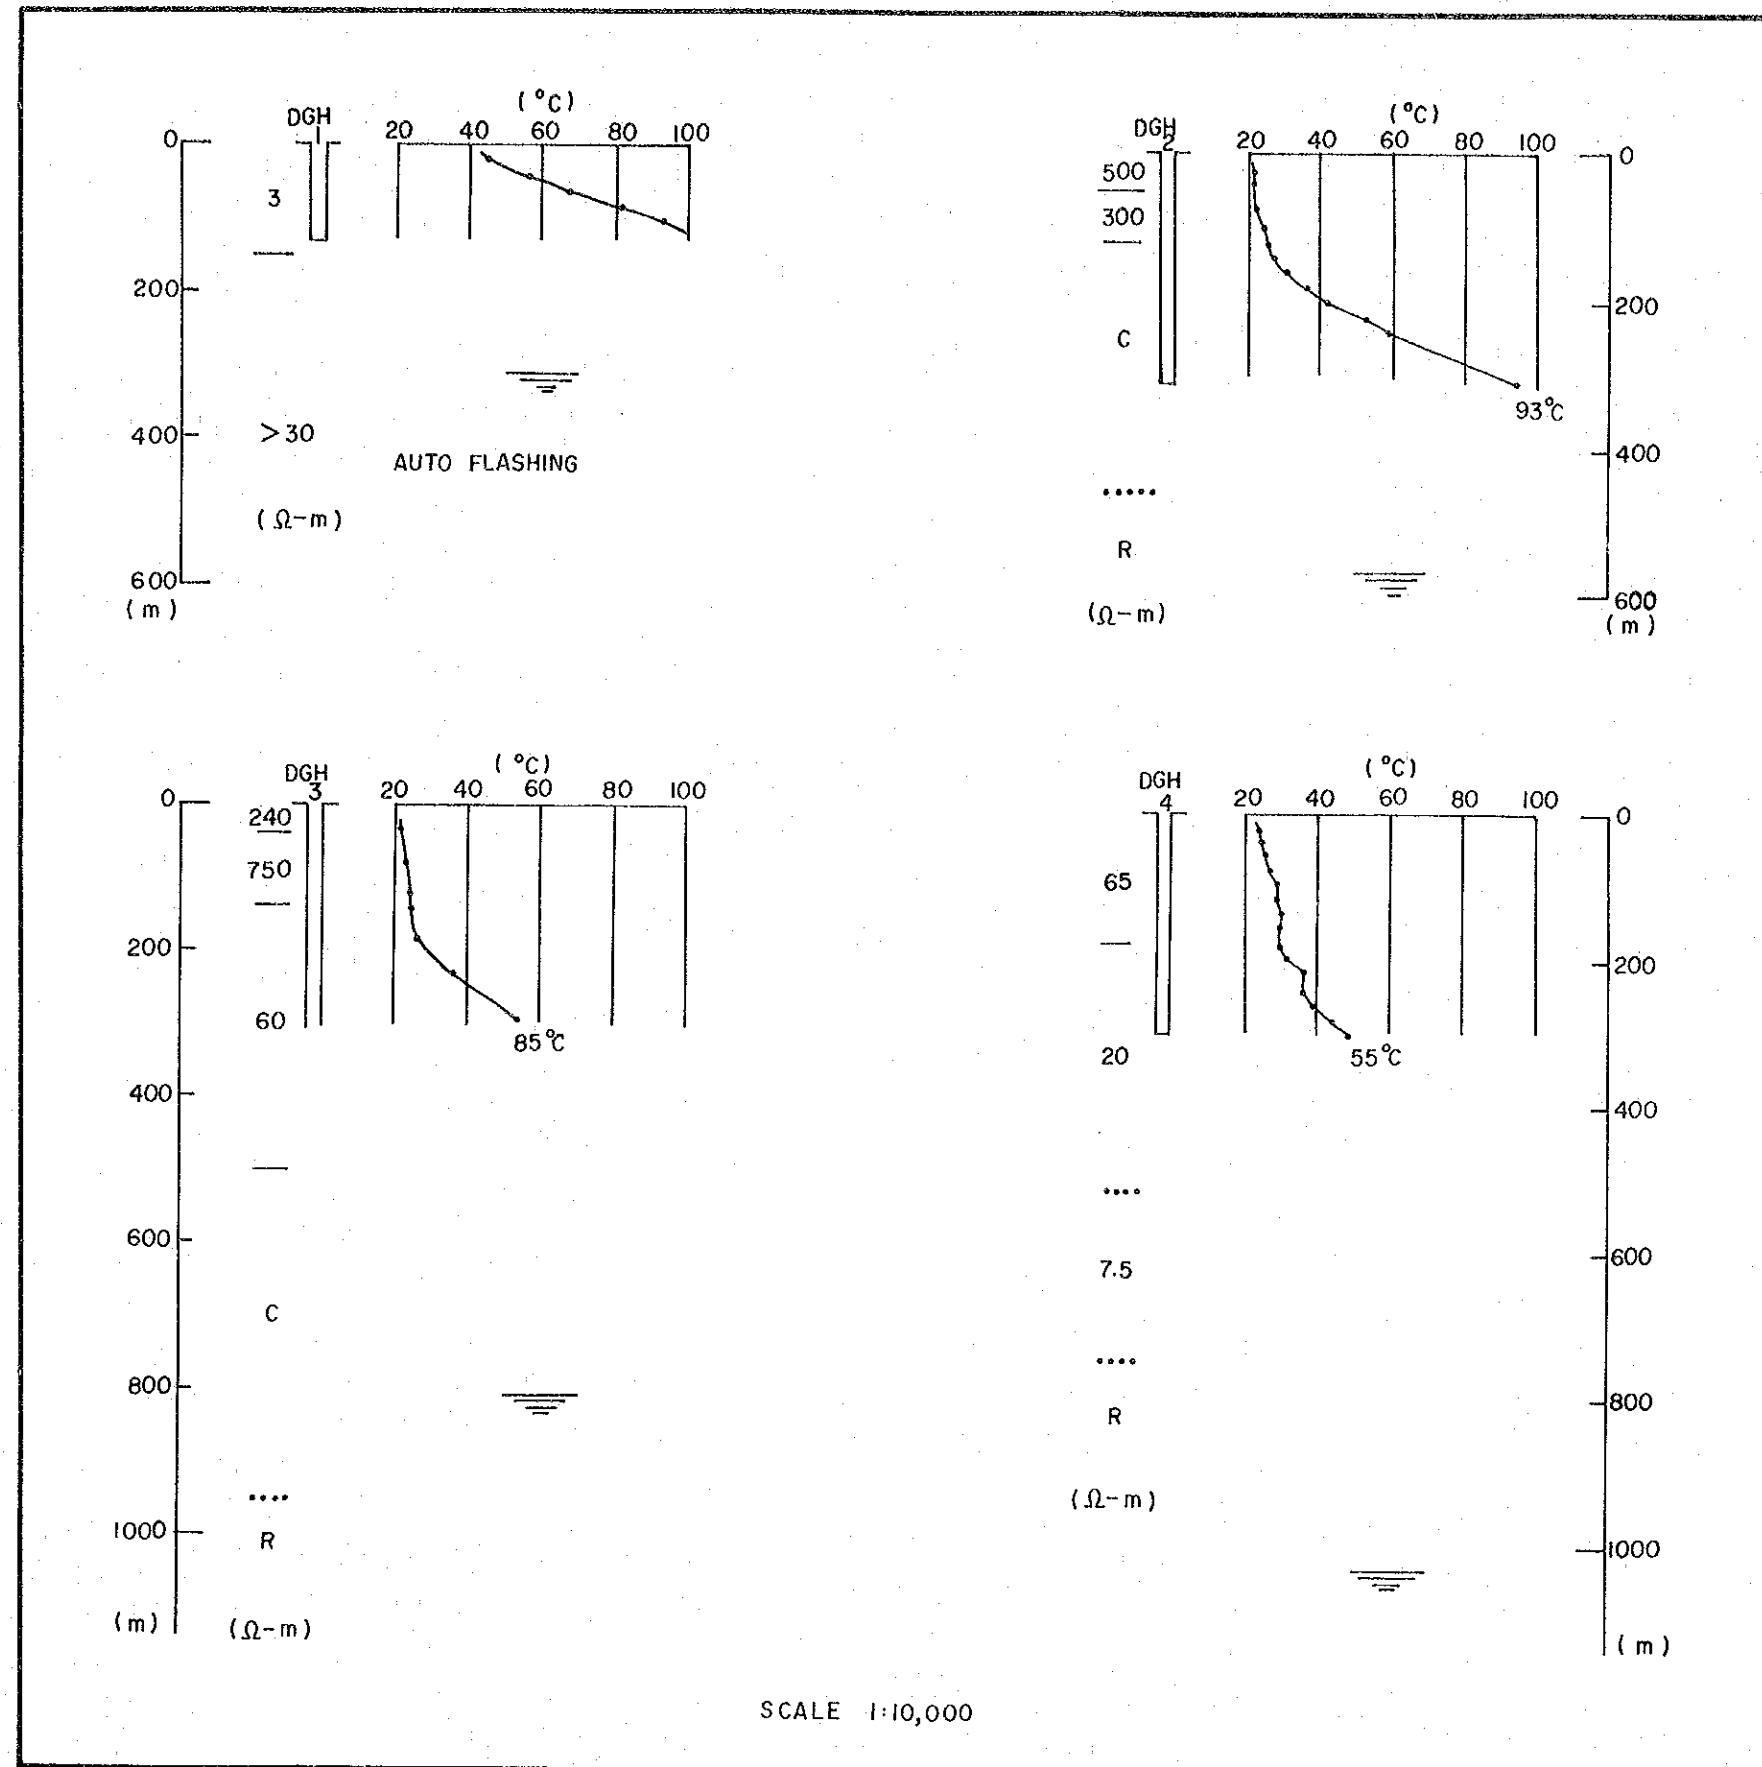 DGH
1
(°C)
20 40 60 80 100
0
3
200
400
>30
AUTO FLASHING
(Ω-m)
600
(m)
DGH
2
(°C)
20 40 60 80 100
0
500
300
200
C
93°C
400
R
(Ω-m)
600
(m)
DGH
3
(°C)
20 40 60 80 100
0
240
750
200
60
85°C
400
600
C
800
1000
R
(m)
(Ω-m)
DGH
4
(°C)
20 40 60 80 100
0
65
200
20
55°C
400
600
7.5
800
R
(Ω-m)
1000
(m)
SCALE 1:10,000